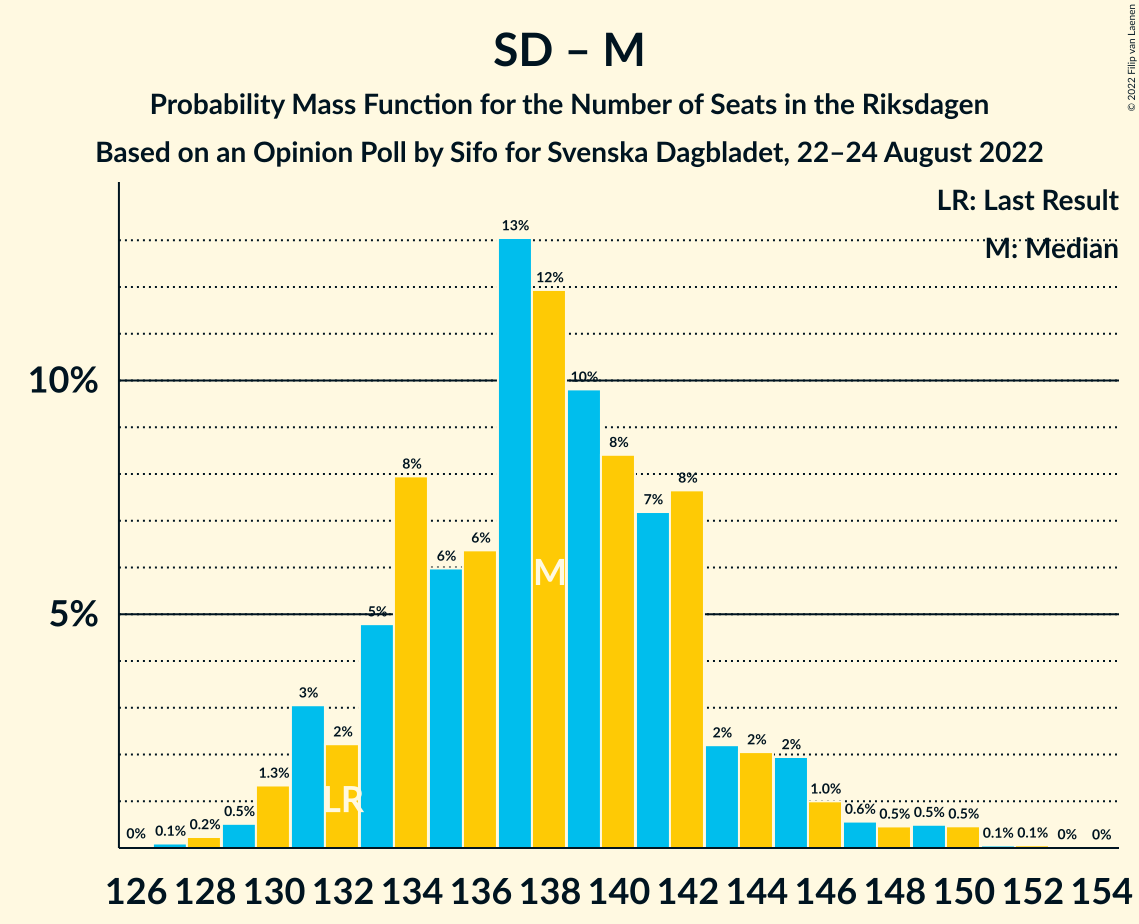 SD – M
Probability Mass Function for the Number of Seats in the Riksdagen
Based on an Opinion Poll by Sifo for Svenska Dagbladet, 22–24 August 2022
© 2022 Filip van Laenen
LR: Last Result
M: Median
10%
5%
0% 0.1% 0.2% 0.5% 1.3% 3% 2% 5% 8% 6% 6% 13% 12% 10% 8% 7% 8% 2% 2% 2% 1.0% 0.6% 0.5% 0.5% 0.5% 0.1% 0.1% 0% 0%
M
LR
126 128 130 132 134 136 138 140 142 144 146 148 150 152 154